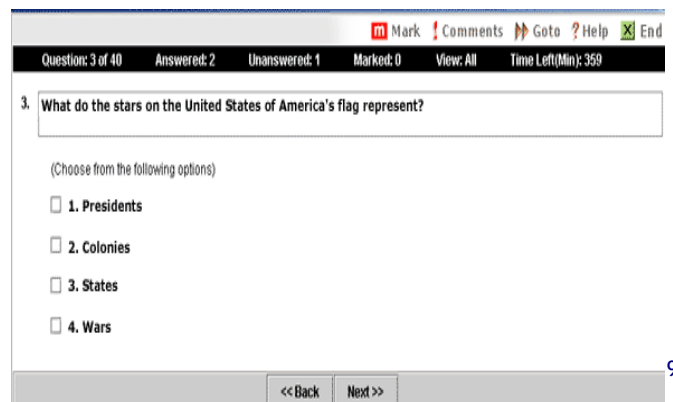 m Mark ! Comments Goto ? Help X End
Question: 3 of 40 Answered: 2 Unanswered: 1 Marked: 0 View: All Time Left(Min): 359
3. What do the stars on the United States of America's flag represent?
(Choose from the following options)
1. Presidents
2. Colonies
3. States
4. Wars
<< Back Next >>